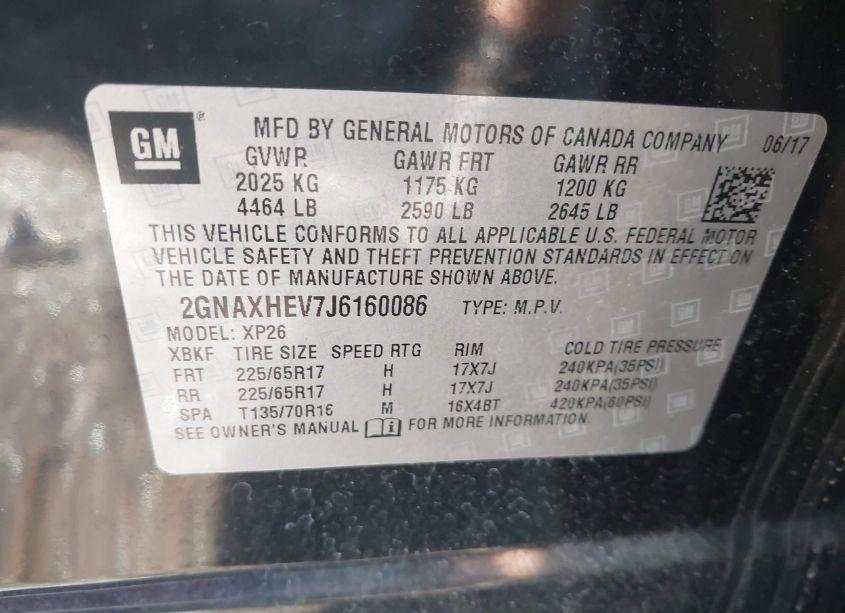 GM®
MFD BY GENERAL MOTORS OF CANADA COMPANY 06/17
GVWR GAWR FRT GAWR RR
2025 KG 1175 KG 1200 KG
4464 LB 2590 LB 2645 LB
THIS VEHICLE CONFORMS TO ALL APPLICABLE U.S. FEDERAL MOTOR
VEHICLE SAFETY AND THEFT PREVENTION STANDARDS IN EFFECT ON
THE DATE OF MANUFACTURE SHOWN ABOVE.
2GNAXHEV7J6160086 TYPE: M.P.V.
MODEL: XP26
XBKF TIRE SIZE SPEED RTG RIM COLD TIRE PRESSURE
FRT 225/65R17 H 17X7J 240KPA(35PSI)
RR 225/65R17 H 17X7J 240KPA(35PSI)
SPA T135/70R16 M 16X4BT 420KPA(60PSI)
SEE OWNER'S MANUAL FOR MORE INFORMATION.